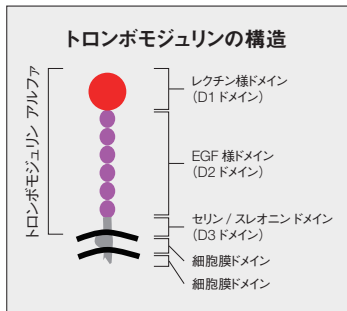 トロンボモジュリンの構造
トロンボモジュリン アルファ
レクチン様ドメイン
（D1ドメイン）
EGF 様ドメイン
（D2ドメイン）
セリン / スレオニンドメイン
（D3ドメイン）
細胞膜ドメイン
細胞膜ドメイン